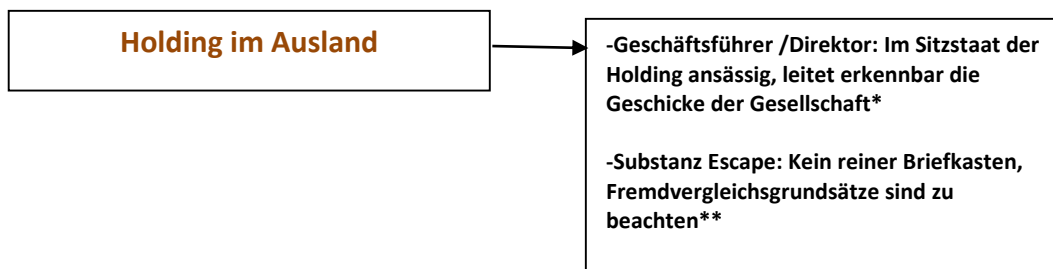 Holding im Ausland
-Geschäftsführer /Direktor: Im Sitzstaat der
Holding ansässig, leitet erkennbar die
Geschicke der Gesellschaft*
-Substanz Escape: Kein reiner Briefkasten,
Fremdvergleichsgrundsätze sind zu
beachten**